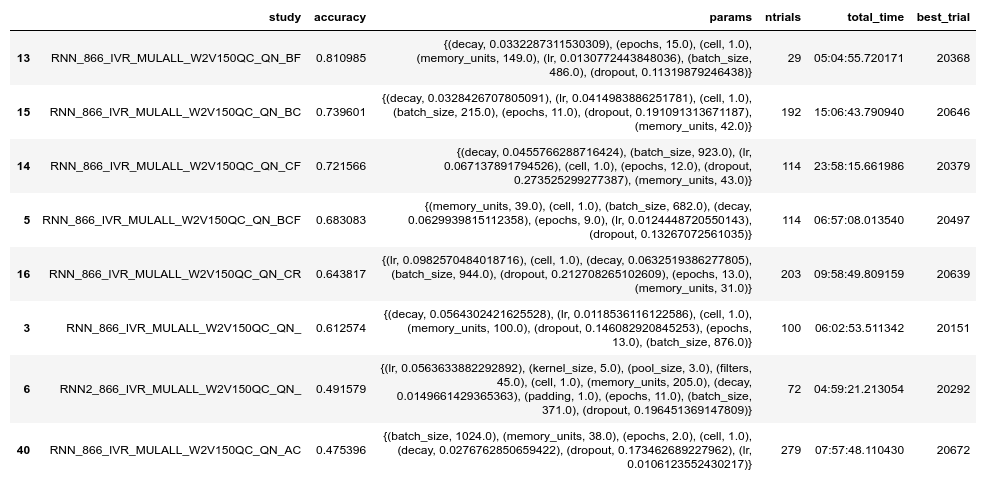 study accuracy params ntrials total_time best_trial
{(decay, 0.0332287311530309), (epochs, 15.0), (cell, 1.0),
13 RNN_866_IVR_MULALL_W2V150QC_QN_BF 0.810985 (memory_units, 149.0), (lr, 0.0130772443848036), (batch_size, 29 05:04:55.720171 20368
486.0), (dropout, 0.11319879246438)}
{(decay, 0.0328426707805091), (lr, 0.0414983886251781), (cell, 1.0),
15 RNN_866_IVR_MULALL_W2V150QC_QN_BC 0.739601 (batch_size, 215.0), (epochs, 11.0), (dropout, 0.191091313671187), 192 15:06:43.790940 20646
(memory_units, 42.0)}
{(decay, 0.0455766288716424), (batch_size, 923.0), (lr,
14 RNN_866_IVR_MULALL_W2V150QC_QN_CF 0.721566 0.067137891794526), (cell, 1.0), (epochs, 12.0), (dropout, 114 23:58:15.661986 20379
0.273525299277387), (memory_units, 43.0)}
{(memory_units, 39.0), (cell, 1.0), (batch_size, 682.0), (decay,
5 RNN_866_IVR_MULALL_W2V150QC_QN_BCF 0.683083 0.0629939815112358), (epochs, 9.0), (lr, 0.0124448720550143), 114 06:57:08.013540 20497
(dropout, 0.13267072561035)}
{(lr, 0.0982570484018716), (cell, 1.0), (decay, 0.0632519386277805),
16 RNN_866_IVR_MULALL_W2V150QC_QN_CR 0.643817 (batch_size, 944.0), (dropout, 0.212708265102609), (epochs, 13.0), 203 09:58:49.809159 20639
(memory_units, 31.0)}
{(decay, 0.0564302421625528), (lr, 0.0118536116122586), (cell, 1.0),
3 RNN_866_IVR_MULALL_W2V150QC_QN_ 0.612574 (memory_units, 100.0), (dropout, 0.146082920845253), (epochs, 100 06:02:53.511342 20151
13.0), (batch_size, 876.0)}
{(lr, 0.0563633882292892), (kernel_size, 5.0), (pool_size, 3.0), (filters,
45.0), (cell, 1.0), (memory_units, 205.0), (decay,
6 RNN2_866_IVR_MULALL_W2V150QC_QN_ 0.491579 0.0149661429365363), (padding, 1.0), (epochs, 11.0), (batch_size, 72 04:59:21.213054 20292
371.0), (dropout, 0.196451369147809)}
{(batch_size, 1024.0), (memory_units, 38.0), (epochs, 2.0), (cell, 1.0),
40 RNN_866_IVR_MULALL_W2V150QC_QN_AC 0.475396 (decay, 0.0276762850659422), (dropout, 0.173462689227962), (lr, 279 07:57:48.110430 20672
0.0106123552430217)}